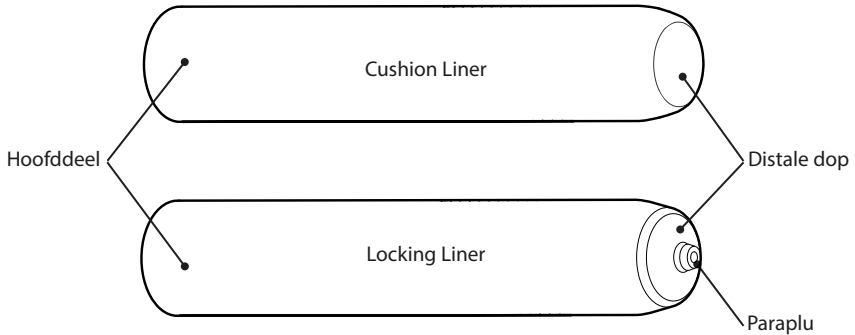 Cushion Liner
Hoofddeel
Distale dop
Locking Liner
Paraplu